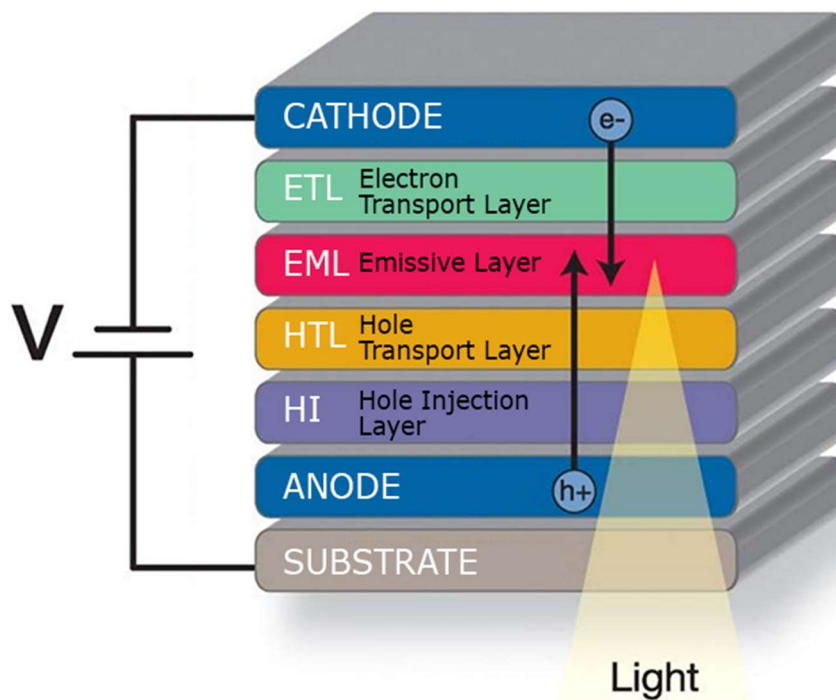 CATHODE
e-
ETL Electron
Transport Layer
EML Emissive Layer
V
HTL Hole
Transport Layer
HI Hole Injection
Layer
ANODE
h+
SUBSTRATE
Light